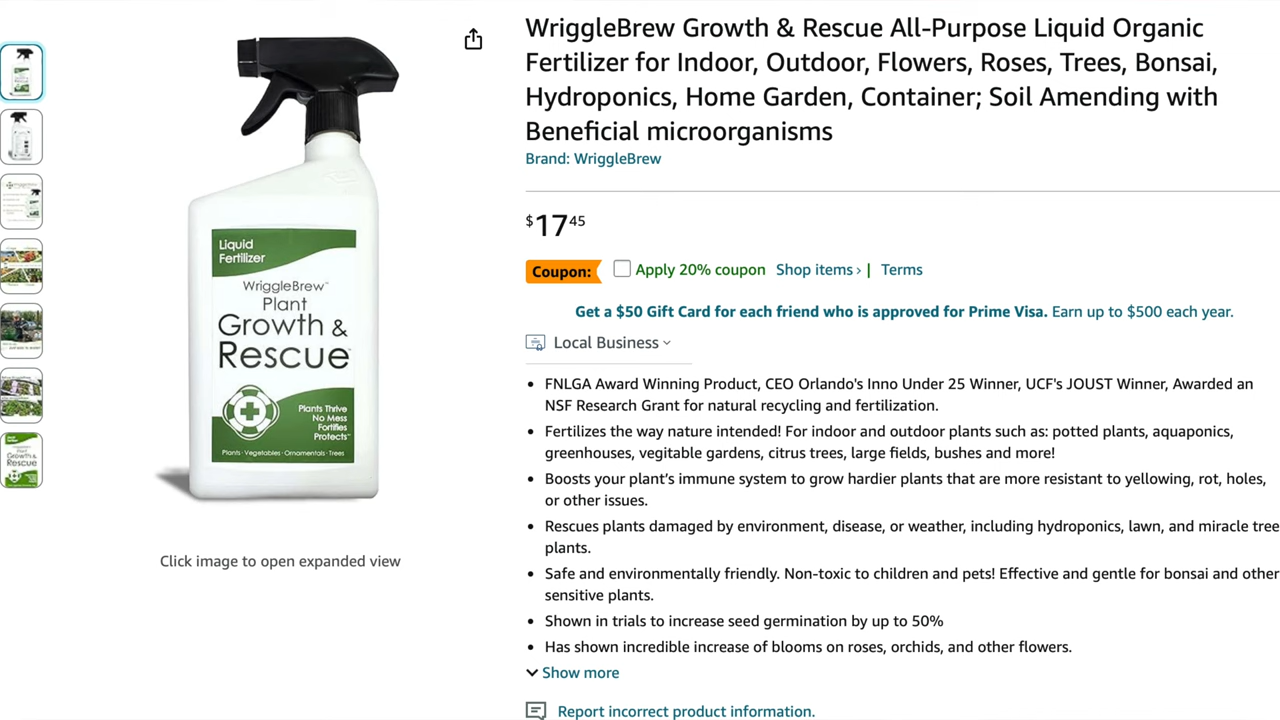 WriggleBrew Growth & Rescue All-Purpose Liquid Organic
Fertilizer for Indoor, Outdoor, Flowers, Roses, Trees, Bonsai,
Hydroponics, Home Garden, Container; Soil Amending with
Beneficial microorganisms
Brand: WriggleBrew
$17 45
Coupon: Apply 20% coupon Shop items › | Terms
Get a $50 Gift Card for each friend who is approved for Prime Visa. Earn up to $500 each year.
Local Business
• FNLGA Award Winning Product, CEO Orlando's Inno Under 25 Winner, UCF's JOUST Winner, Awarded an
NSF Research Grant for natural recycling and fertilization.
• Fertilizes the way nature intended! For indoor and outdoor plants such as: potted plants, aquaponics,
greenhouses, vegitable gardens, citrus trees, large fields, bushes and more!
• Boosts your plant’s immune system to grow hardier plants that are more resistant to yellowing, rot, holes,
or other issues.
• Rescues plants damaged by environment, disease, or weather, including hydroponics, lawn, and miracle tree
plants.
• Safe and environmentally friendly. Non-toxic to children and pets! Effective and gentle for bonsai and other
sensitive plants.
• Shown in trials to increase seed germination by up to 50%
• Has shown incredible increase of blooms on roses, orchids, and other flowers.
Show more
Report incorrect product information.
Liquid
Fertilizer
WriggleBrew™
Plant
Growth &
Rescue
Plants Thrive
No Mess
Fortifies
Protects™
Plants · Vegetables · Ornamentals · Trees
Click image to open expanded view